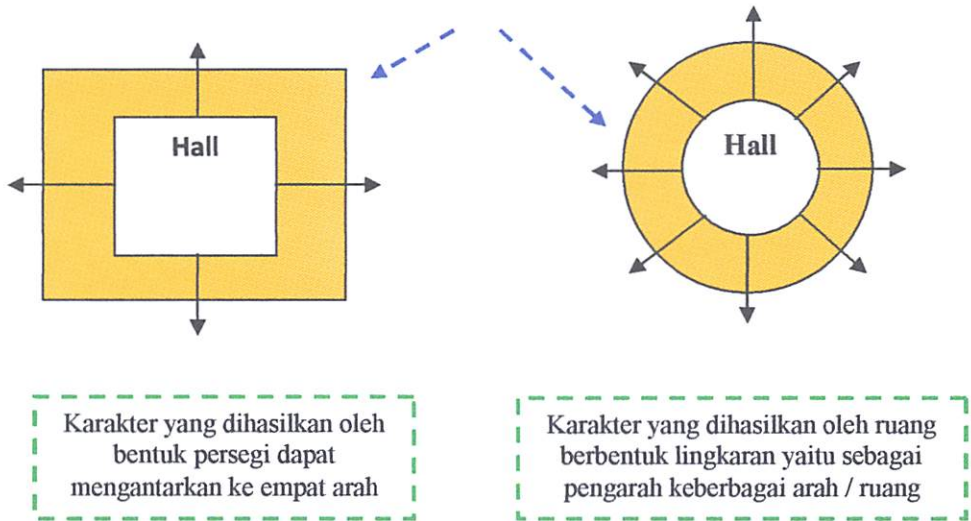 Hall
Hall
Karakter yang dihasilkan oleh
bentuk persegi dapat
mengantarkan ke empat arah
Karakter yang dihasilkan oleh ruang
berbentuk lingkaran yaitu sebagai
pengarah keberbagai arah / ruang